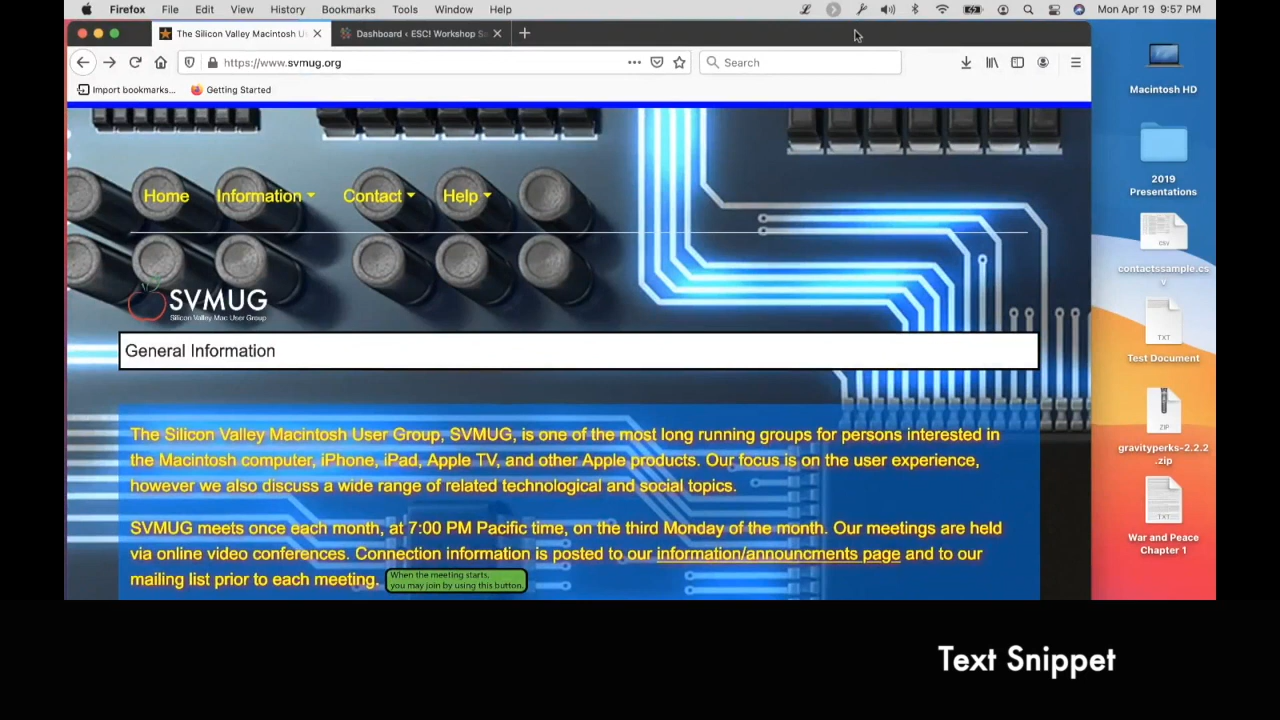 Firefox File Edit View History Bookmarks Tools Window Help Mon Apr 19 9:57 PM
The Silicon Valley Macintosh U Dashboard ‹ ESC! Workshop
https://www.svmug.org Search
Import bookmarks... Getting Started
Macintosh HD
2019
Presentations
CSV
contactssample.cs
v
TXT
Test Document
ZIP
gravityperks-2.2.2
.zip
TXT
War and Peace
Chapter 1
Home Information Contact Help
SVMUG
Silicon Valley Mac User Group
General Information
The Silicon Valley Macintosh User Group, SVMUG, is one of the most long running groups for persons interested in
the Macintosh computer, iPhone, iPad, Apple TV, and other Apple products. Our focus is on the user experience,
however we also discuss a wide range of related technological and social topics.
SVMUG meets once each month, at 7:00 PM Pacific time, on the third Monday of the month. Our meetings are held
via online video conferences. Connection information is posted to our information/announcments page and to our
mailing list prior to each meeting.
When the meeting starts,
you may join by using this button.
Text Snippet